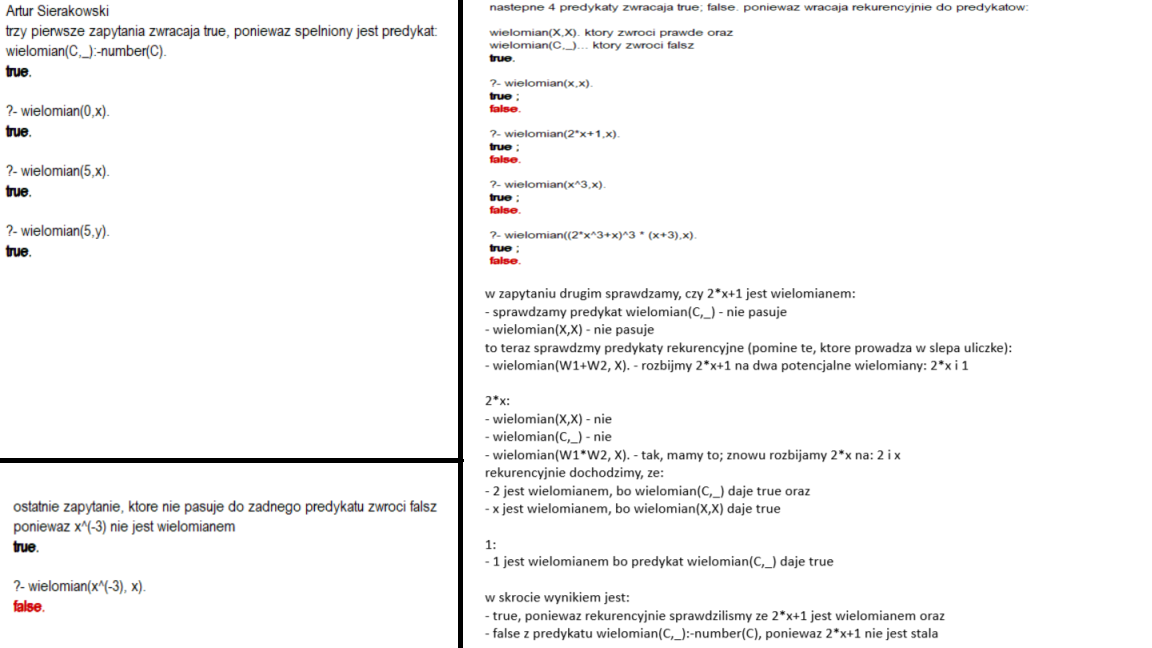 Artur Sierakowski
trzy pierwsze zapytania zwracaja true, poniewaz spelniony jest predykat:
wielomian(C,_):-number(C).
true.
?- wielomian(0,x).
true.
?- wielomian(5,x).
true.
?- wielomian(5,y).
true.
ostatnie zapytanie, ktore nie pasuje do zadnego predykatu zwroci falsz
poniewaz x^(-3) nie jest wielomianem
true.
?- wielomian(x^(-3), x).
false.
nastepne 4 predykaty zwracaja true; false. poniewaz wracaja rekurencyjnie do predykatow:
wielomian(X,X). ktory zwroci prawde oraz
wielomian(C,_)... ktory zwroci falsz
true.
?- wielomian(x,x).
true ;
false.
?- wielomian(2*x+1,x).
true ;
false.
?- wielomian(x^3,x).
true ;
false.
?- wielomian((2*x^3+x)^3 * (x+3),x).
true ;
false.
w zapytaniu drugim sprawdzamy, czy 2*x+1 jest wielomianem:
- sprawdzamy predykat wielomian(C,_) - nie pasuje
- wielomian(X,X) - nie pasuje
to teraz sprawdzmy predykaty rekurencyjne (pomine te, ktore prowadza w slepa uliczke):
- wielomian(W1+W2, X). - rozbijmy 2*x+1 na dwa potencjalne wielomiany: 2*x i 1
2*x:
- wielomian(X,X) - nie
- wielomian(C,_) - nie
- wielomian(W1*W2, X). - tak, mamy to; znowu rozbijamy 2*x na: 2 i x
rekurencyjnie dochodzimy, ze:
- 2 jest wielomianem, bo wielomian(C,_) daje true oraz
- x jest wielomianem, bo wielomian(X,X) daje true
1:
- 1 jest wielomianem bo predykat wielomian(C,_) daje true
w skrocie wynikiem jest:
- true, poniewaz rekurencyjnie sprawdzilismy ze 2*x+1 jest wielomianem oraz
- false z predykatu wielomian(C,_):-number(C), poniewaz 2*x+1 nie jest stala